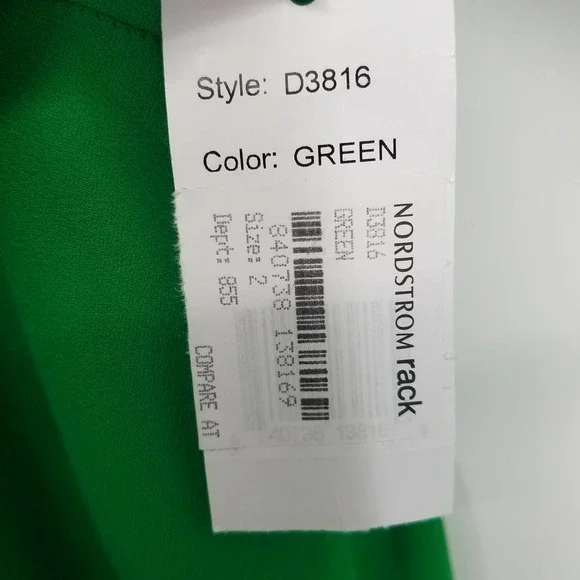 Style: D3816
Color: GREEN
NORDSTROM rack
D3816
GREEN
840738 138169
Size: 2
Dept: 855
COMPARE AT